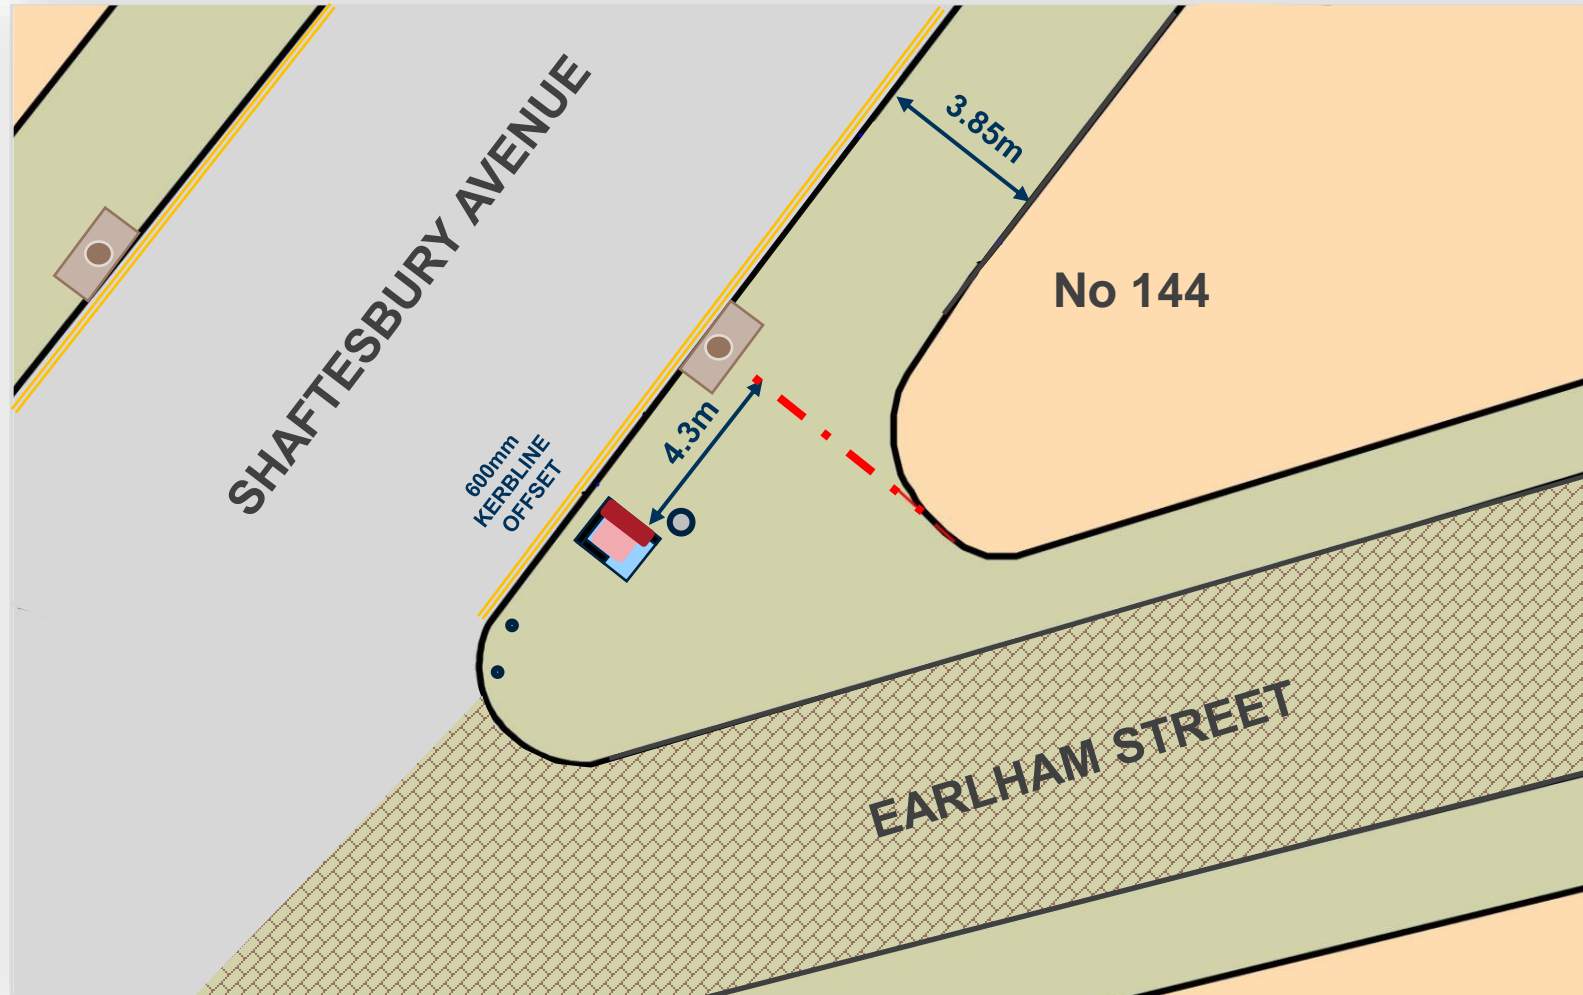 SHAFTESBURY AVENUE
3.85m
No 144
4.3m
600mm
KERBLINE
OFFSET
EARLHAM STREET